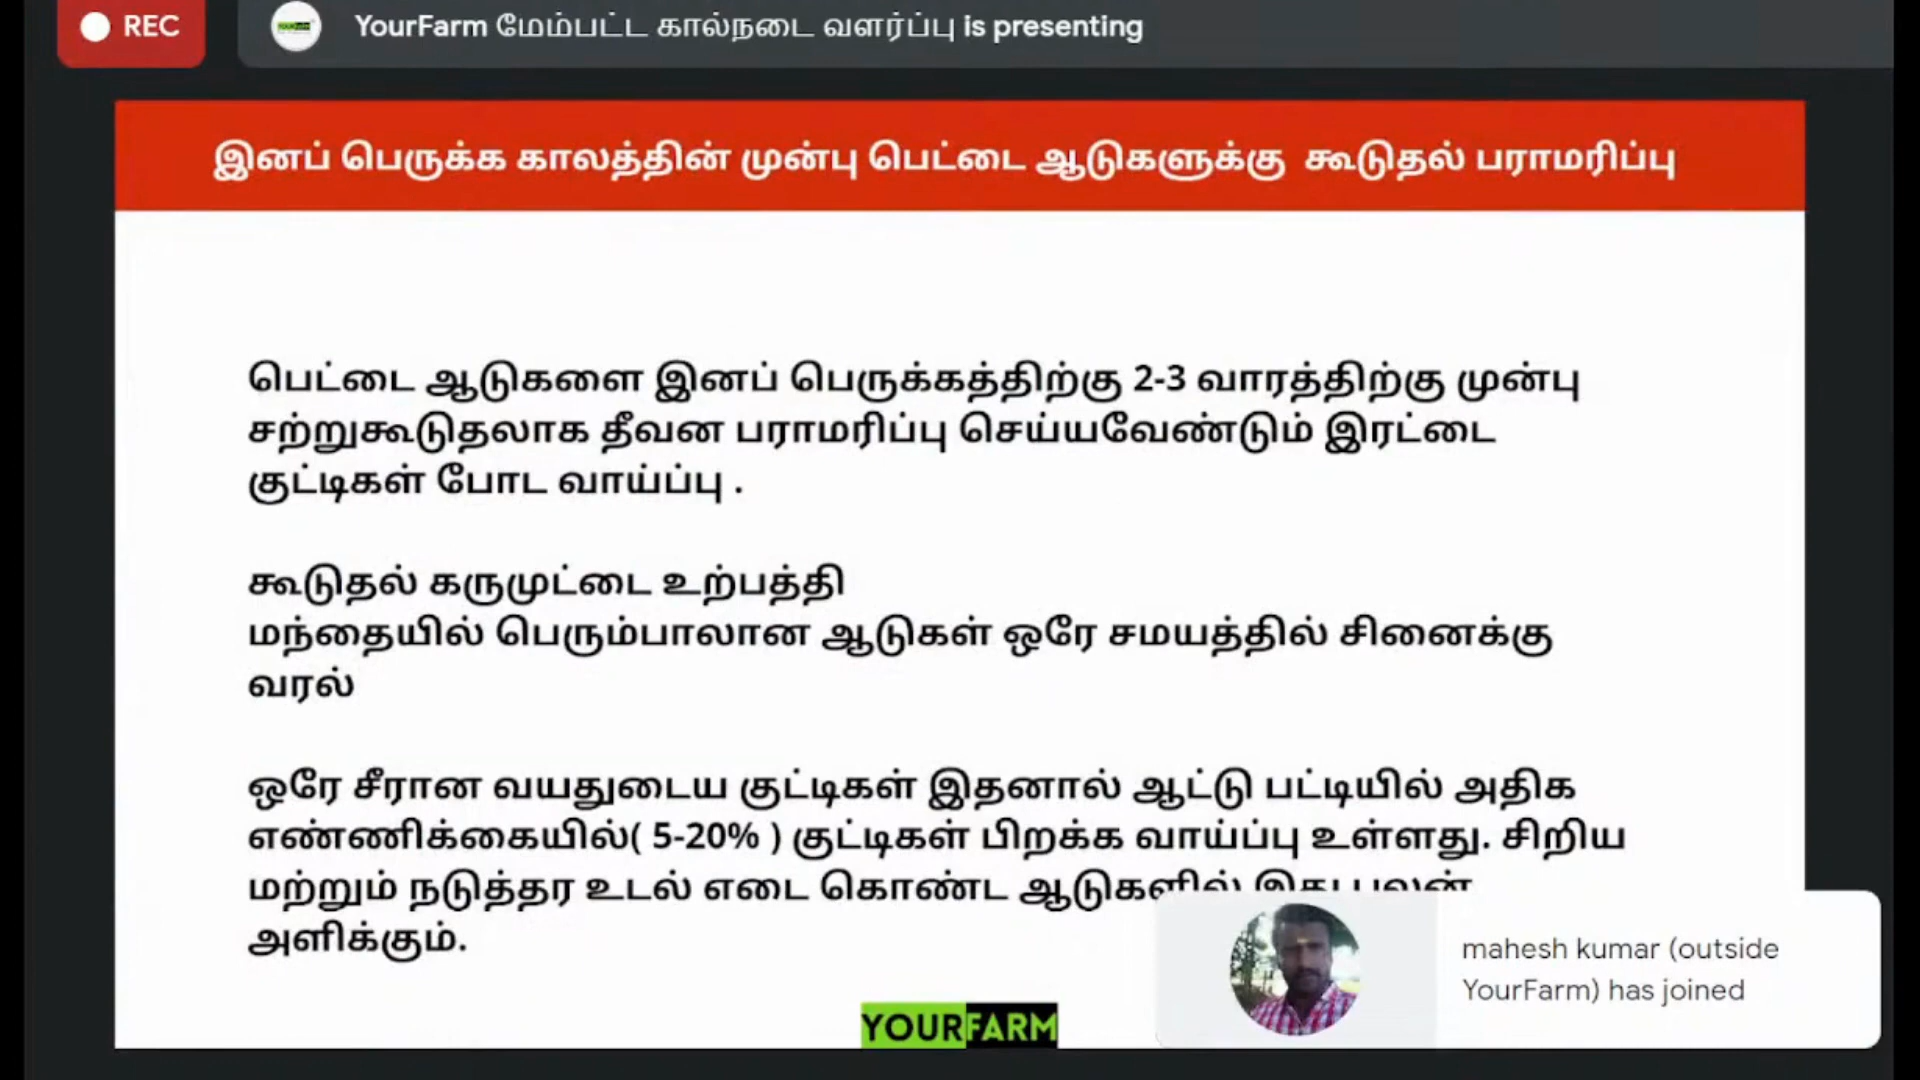 REC
YourFarm மேம்பட்ட கால்நடை வளர்ப்பு is presenting
இனப் பெருக்க காலத்தின் முன்பு பெட்டை ஆடுகளுக்கு கூடுதல் பராமரிப்பு
பெட்டை ஆடுகளை இனப் பெருக்கத்திற்கு 2-3 வாரத்திற்கு முன்பு
சற்றுகூடுதலாக தீவன பராமரிப்பு செய்யவேண்டும் இரட்டை
குட்டிகள் போட வாய்ப்பு .
கூடுதல் கருமுட்டை உற்பத்தி
மந்தையில் பெரும்பாலான ஆடுகள் ஒரே சமயத்தில் சினைக்கு
வரல்
ஒரே சீரான வயதுடைய குட்டிகள் இதனால் ஆட்டு பட்டியில் அதிக
எண்ணிக்கையில்( 5-20% ) குட்டிகள் பிறக்க வாய்ப்பு உள்ளது. சிறிய
மற்றும் நடுத்தர உடல் எடை கொண்ட ஆடுகளில்
அளிக்கும்.
YOURFARM
mahesh kumar (outside
YourFarm) has joined